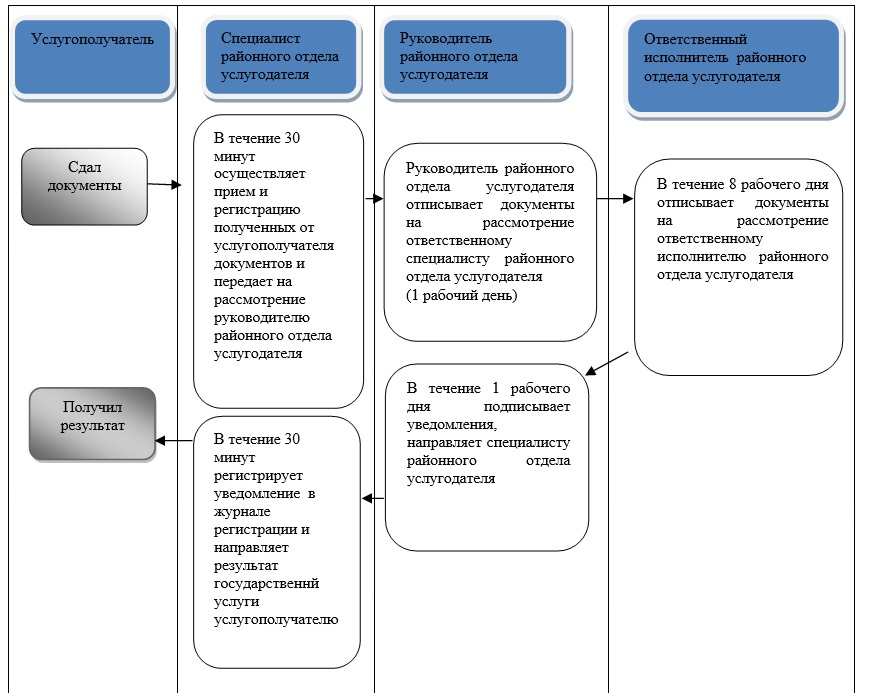 Услугополучатель
Специалист
районного отдела
услугодателя
Руководитель
районного отдела
услугодателя
Ответственный
исполнитель районного
отдела услугодателя
Сдал
документы
В течение 30
минут
осуществляет
прием и
регистрацию
полученных от
услугополучателя
документов и
передает на
рассмотрение
руководителю
районного отдела
услугодателя
Руководитель районного
отдела услугодателя
отписывает документы
на рассмотрение
ответственному
специалисту районного
отдела услугодателя
(1 рабочий день)
В течение 8 рабочего дня
отписывает документы
на рассмотрение
ответственному
исполнителю районного
отдела услугодателя
В течение 1 рабочего
дня подписывает
уведомления,
направляет специалисту
районного отдела
услугодателя
В течение 30
минут
регистрирует
уведомление в
журнале
регистрации и
направляет
результат
государственнй
услуги
услугополучателю
Получил
результат